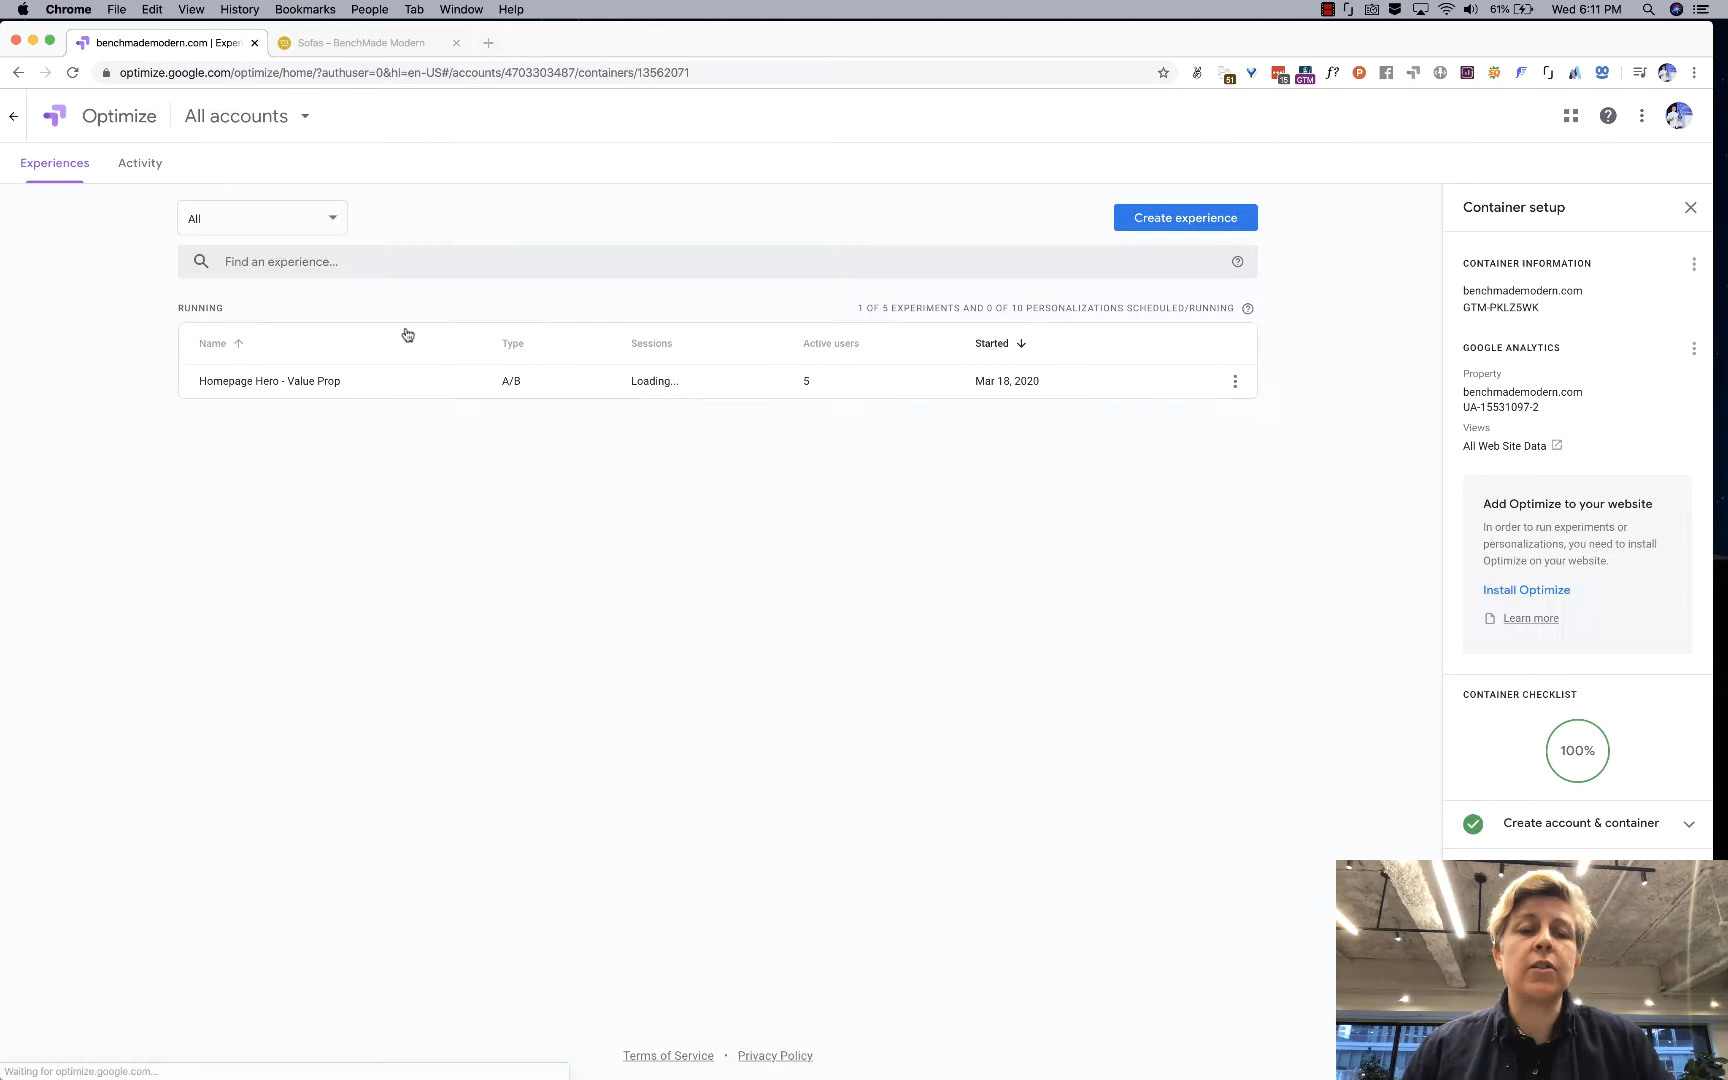 Chrome File Edit View History Bookmarks People Tab Window Help 61% Wed 6:11 PM
benchmademodern.com | Exper Sofas – BenchMade Modern
optimize.google.com/optimize/home/?authuser=0&hl=en-US#/accounts/4703303487/containers/13562071 51 15 GTM f?
Optimize All accounts
Experiences Activity
All Create experience
Find an experience...
RUNNING 1 OF 5 EXPERIMENTS AND 0 OF 10 PERSONALIZATIONS SCHEDULED/RUNNING
Name Type Sessions Active users Started
Homepage Hero - Value Prop A/B Loading... 5 Mar 18, 2020
Container setup
CONTAINER INFORMATION
benchmademodern.com
GTM-PKLZ5WK
GOOGLE ANALYTICS
Property
benchmademodern.com
UA-15531097-2
Views
All Web Site Data
Add Optimize to your website
In order to run experiments or
personalizations, you need to install
Optimize on your website.
Install Optimize
Learn more
CONTAINER CHECKLIST
100%
Create account & container
Terms of Service • Privacy Policy
Waiting for optimize.google.com...